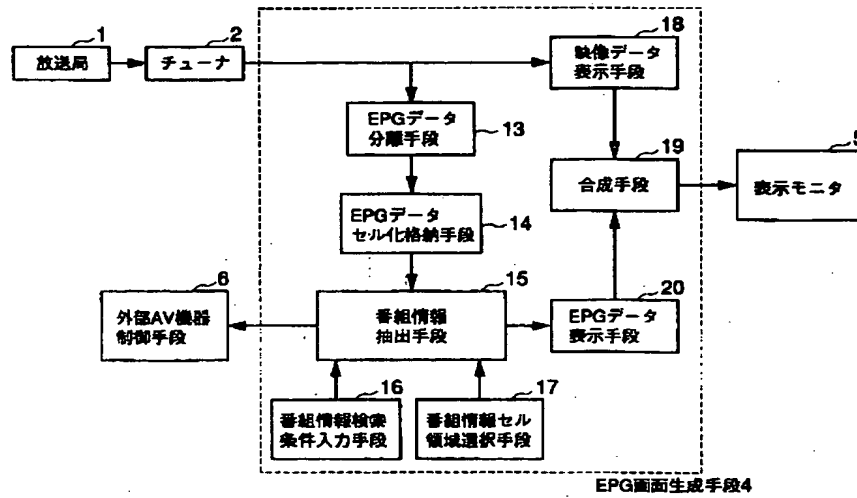 1
放送局
2
チューナ
18
映像データ
表示手段
EPGデータ
分離手段
13
19
合成手段
5
表示モニタ
EPGデータ
セル化格納手段
14
6
外部AV機器
制御手段
15
番組情報
抽出手段
20
EPGデータ
表示手段
16
番組情報検索
条件入力手段
17
番組情報セル
領域選択手段
EPG画面生成手段4